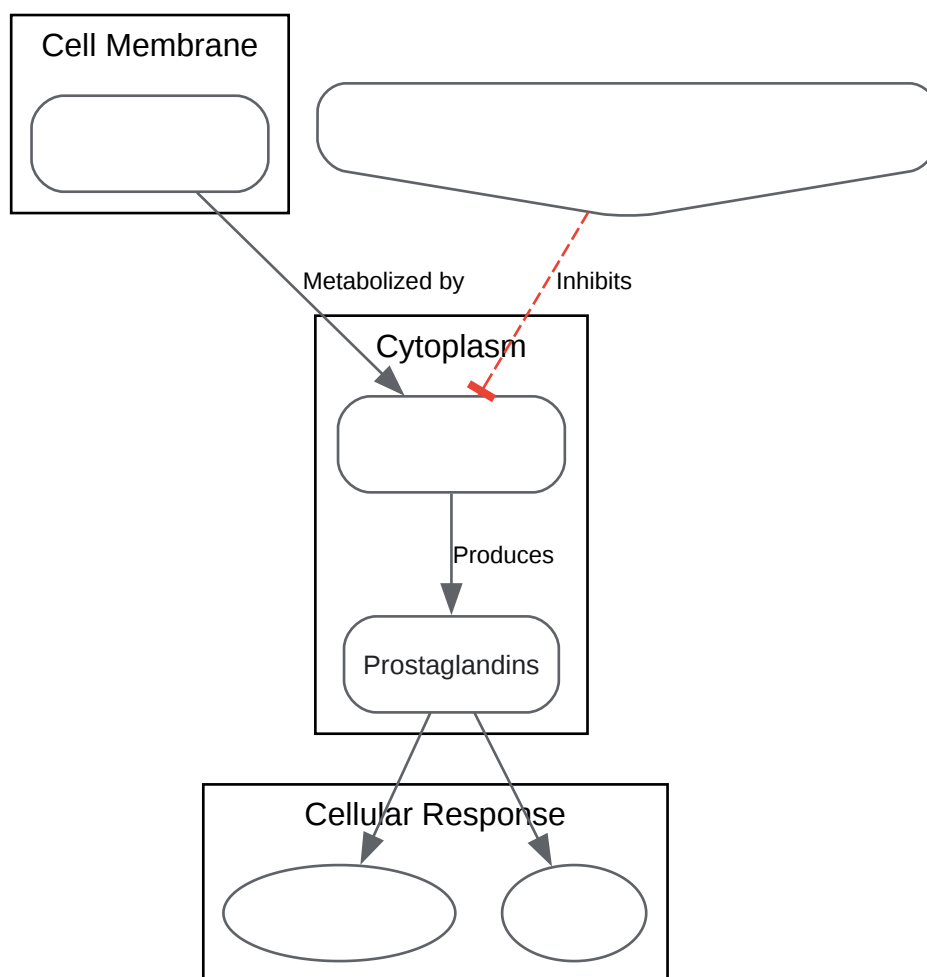 Cell Membrane
Metabolized by
Inhibits
Cytoplasm
Produces
Prostaglandins
Cellular Response